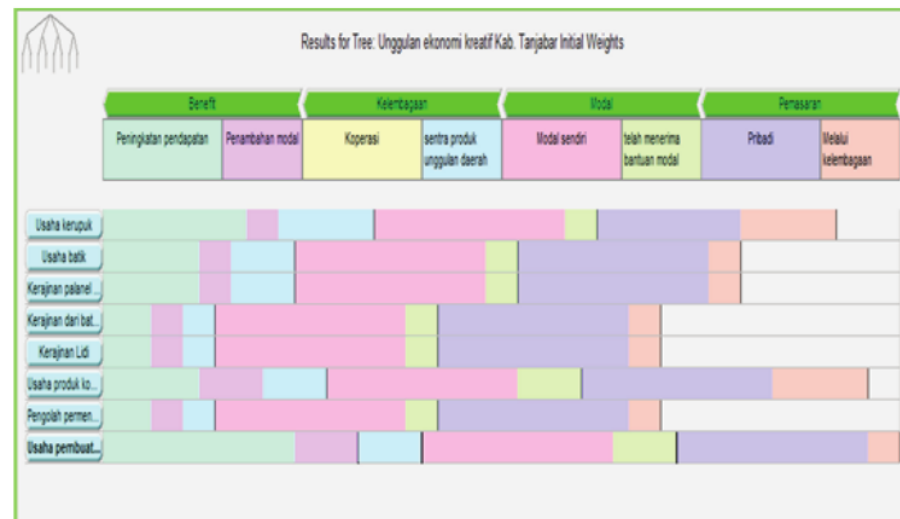 Results for Tree: Unggulan ekonomi kreatif Kab. Tanjabar Initial Weights
Benefit Kelembagaan Modal Pemasaran
Peningkatan pendapatan Penambahan modal Koperasi sentra produk Modal sendiri telah menerima Pribadi Melalui
unggulan daerah bantuan modal kelembagaan
Usaha kerupuk
Usaha batik
Kerajinan palanel ...
Kerajinan dari bat...
Kerajinan Lidi
Usaha produk ko...
Pengolah permen...
Usaha pembuat...